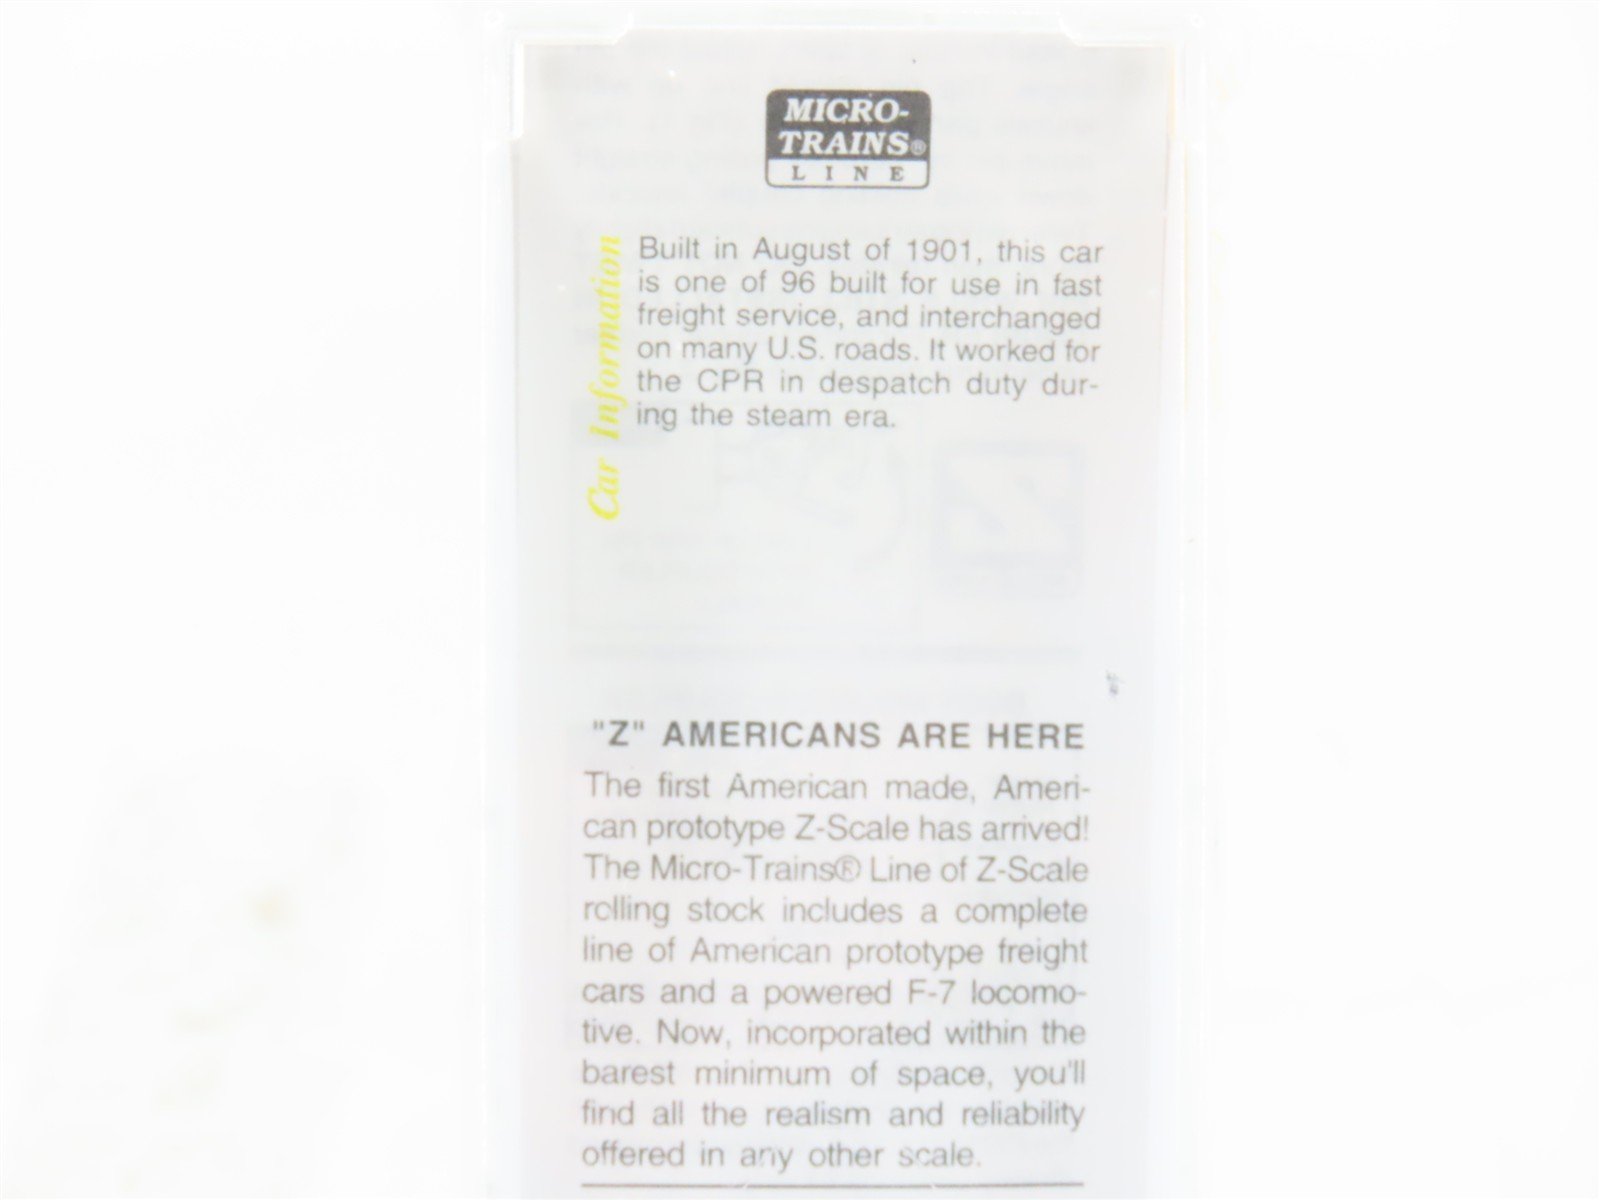 MICRO-
TRAINS®
LINE
Car Information
Built in August of 1901, this car
is one of 96 built for use in fast
freight service, and interchanged
on many U.S. roads. It worked for
the CPR in despatch duty dur-
ing the steam era.
"Z" AMERICANS ARE HERE
The first American made, Ameri-
can prototype Z-Scale has arrived!
The Micro-Trains® Line of Z-Scale
rolling stock includes a complete
line of American prototype freight
cars and a powered F-7 locomo-
tive. Now, incorporated within the
barest minimum of space, you'll
find all the realism and reliability
offered in any other scale.